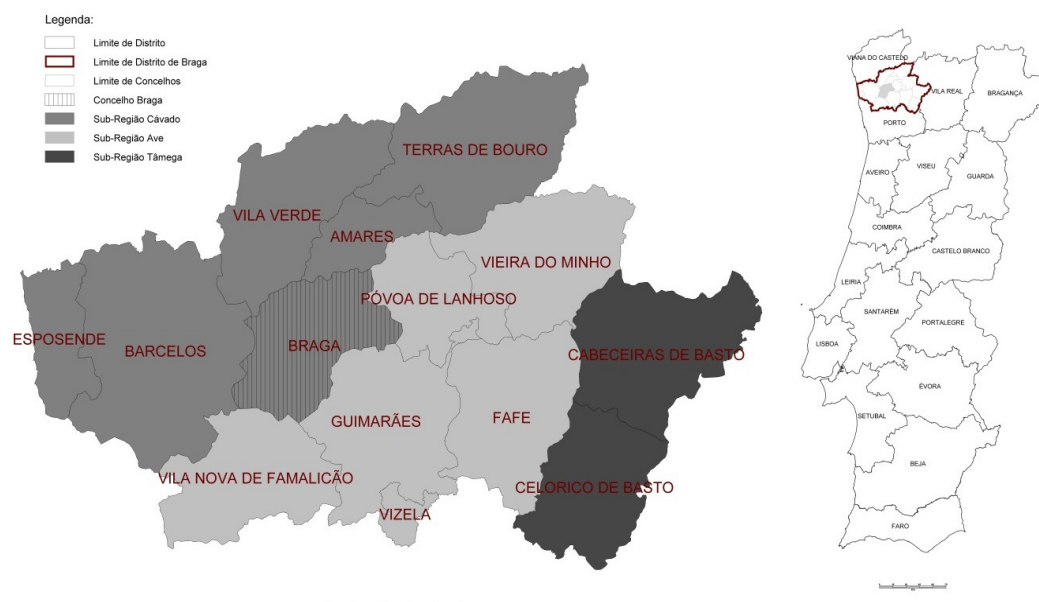 Legenda:
Limite de Distrito
Limite de Distrito de Braga
Limite de Concelhos
Concelho Braga
Sub-Região Cávado
Sub-Região Ave
Sub-Região Tâmega
TERRAS DE BOURO
VILA VERDE
AMARES
VIEIRA DO MINHO
PÓVOA DE LANHOSO
ESPOSENDE
BARCELOS
BRAGA
CABECEIRAS DE BASTO
GUIMARÃES
FAFE
VILA NOVA DE FAMALICÃO
CELORICO DE BASTO
VIZELA
VIANA DO CASTELO
VILA REAL
BRAGANÇA
PORTO
AVEIRO
VISEU
GUARDA
COIMBRA
CASTELO BRANCO
LEIRIA
SANTARÉM
PORTALEGRE
LISBOA
ÉVORA
SETUBAL
BEJA
FARO